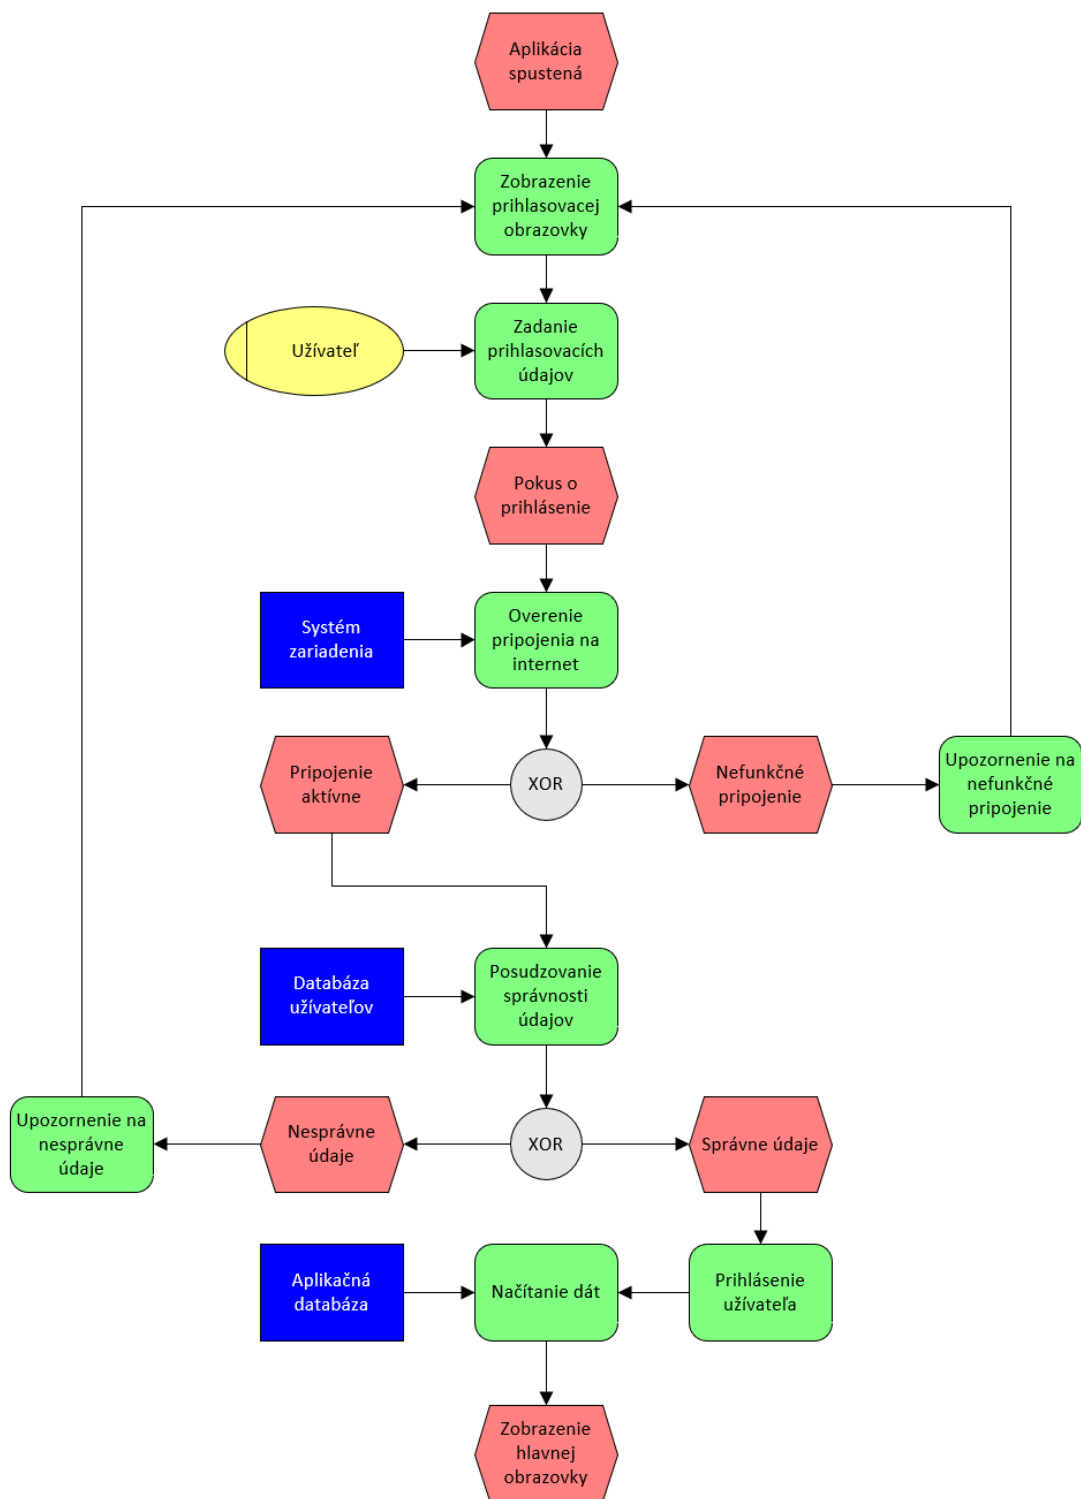 Aplikácia
spustená
Zobrazenie
prihlasovacej
obrazovky
Užívateľ
Zadanie
prihlasovacích
údajov
Pokus o
prihlásenie
Systém
zariadenia
Overenie
pripojenia na
internet
Pripojenie
aktívne
XOR
Nefunkčné
pripojenie
Upozornenie na
nefunkčné
pripojenie
Databáza
užívateľov
Posudzovanie
správnosti
údajov
Upozornenie na
nesprávne
údaje
Nesprávne
údaje
XOR
Správne údaje
Aplikačná
databáza
Načítanie dát
Prihlásenie
užívateľa
Zobrazenie
hlavnej
obrazovky